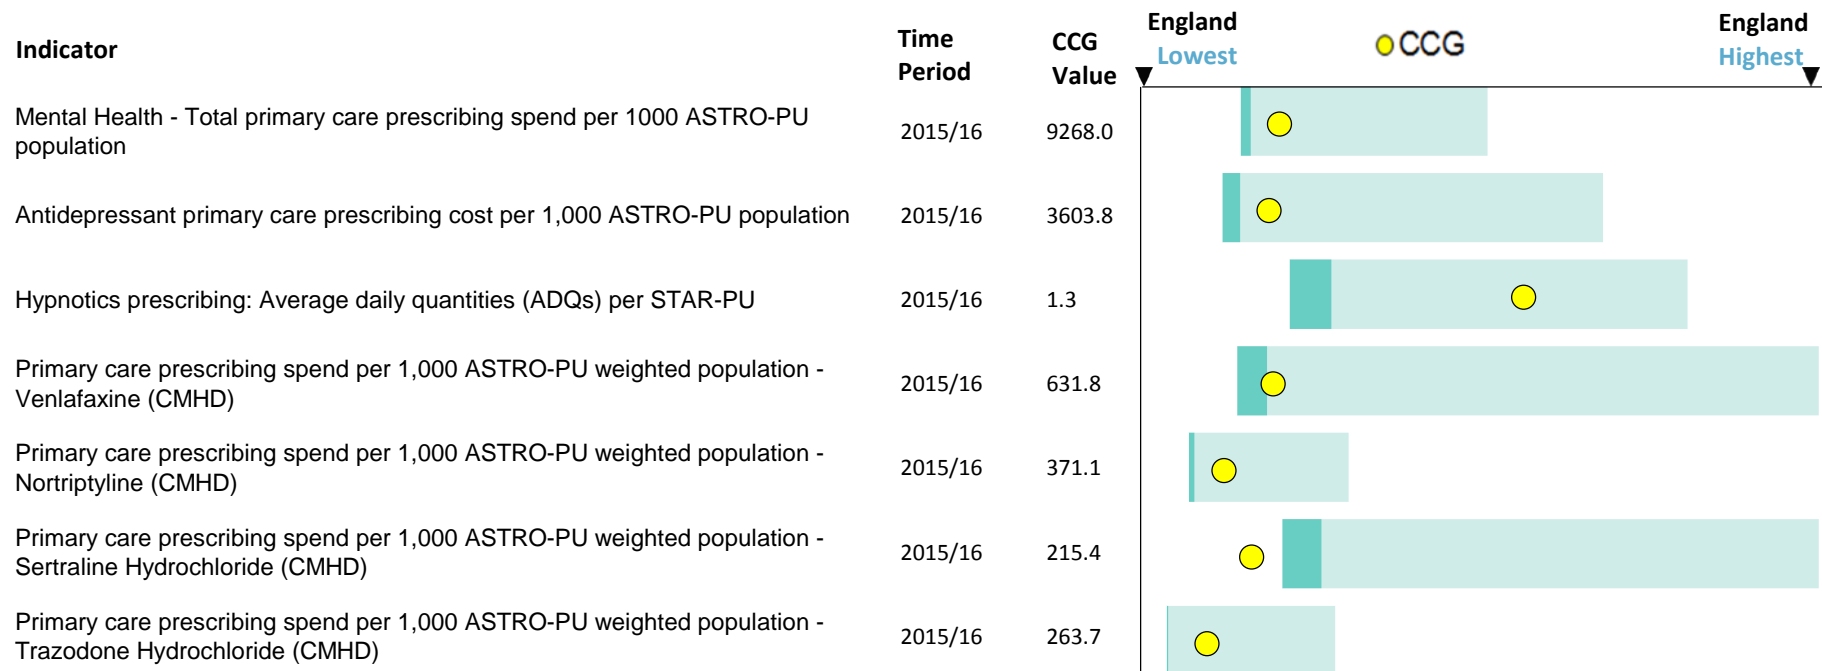 Indicator
Time
Period
CCG
Value
England
Lowest
CCG
England
Highest
Mental Health - Total primary care prescribing spend per 1000 ASTRO-PU
population
2015/16
9268.0
Antidepressant primary care prescribing cost per 1,000 ASTRO-PU population
2015/16
3603.8
Hypnotics prescribing: Average daily quantities (ADQs) per STAR-PU
2015/16
1.3
Primary care prescribing spend per 1,000 ASTRO-PU weighted population -
Venlafaxine (CMHD)
2015/16
631.8
Primary care prescribing spend per 1,000 ASTRO-PU weighted population -
Nortriptyline (CMHD)
2015/16
371.1
Primary care prescribing spend per 1,000 ASTRO-PU weighted population -
Sertraline Hydrochloride (CMHD)
2015/16
215.4
Primary care prescribing spend per 1,000 ASTRO-PU weighted population -
Trazodone Hydrochloride (CMHD)
2015/16
263.7